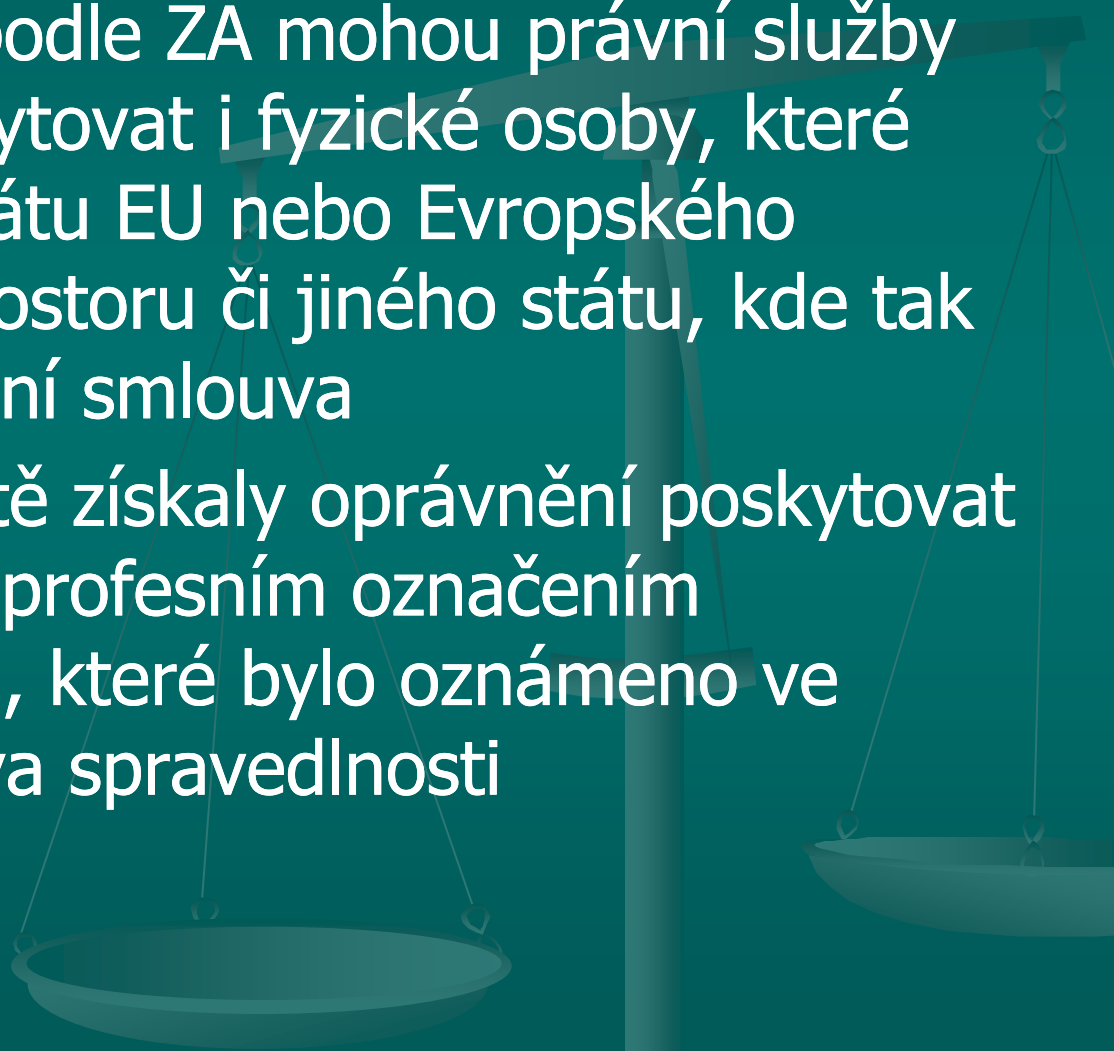 podle ZA mohou právní služby
ytovat i fyzické osoby, které
átu EU nebo Evropského
ostoru či jiného státu, kde tak
ní smlouva
tě získaly oprávnění poskytovat
profesním označením
, které bylo oznámeno ve
va spravedlnosti